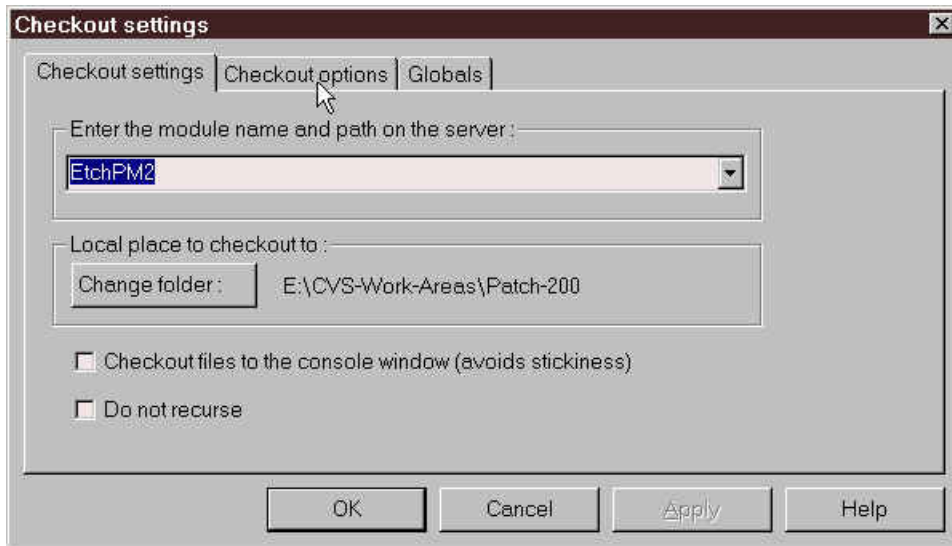 Checkout settings
Checkout settings Checkout options Globals
Enter the module name and path on the server :
EtchPM2
Local place to checkout to :
Change folder : E:\CVS-Work-Areas\Patch-200
Checkout files to the console window (avoids stickiness)
Do not recurse
OK Cancel Apply Help